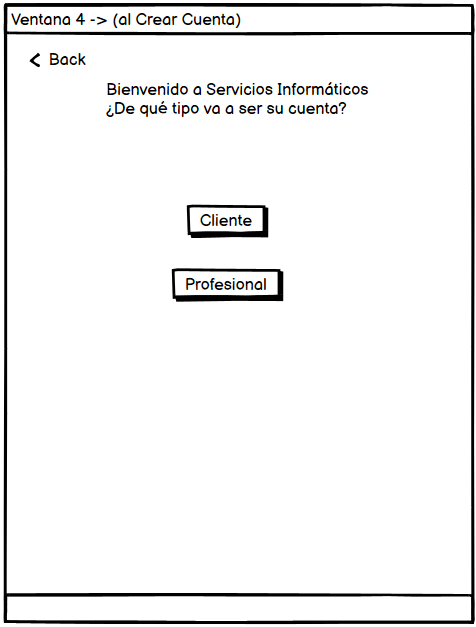 Ventana 4 -> (al Crear Cuenta)
Back
Bienvenido a Servicios Informáticos
¿De qué tipo va a ser su cuenta?
Cliente
Profesional